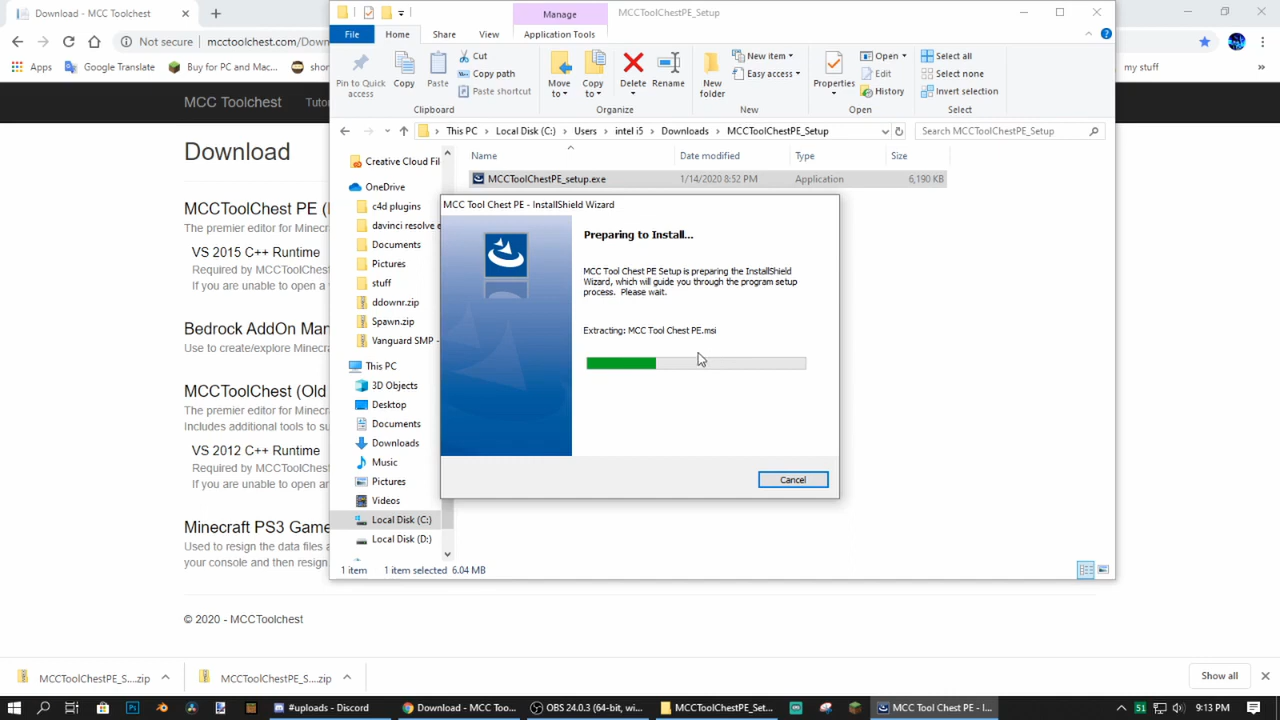 Download - MCC Toolchest
Not secure | mcctoolchest.com/Down
Apps
Google Translate
Buy for PC and Mac...
shor
my stuff
MCC Toolchest
Tutor
Download
MCCToolChest PE (
The premier editor for Minecr
VS 2015 C++ Runtime
Required by MCCToolChest
If you are unable to open a
Bedrock AddOn Man
Use to create/explore Minecra
MCCToolChest (Old
The premier editor for Minecr
Includes additional tools to su
VS 2012 C++ Runtime
Required by MCCToolChest
If you are unable to open an
Minecraft PS3 Game
Used to resign the data files a
your console and then resign
© 2020 - MCCToolchest
Manage
MCCToolChestPE_Setup
File
Home
Share
View
Application Tools
Pin to Quick access
Copy
Paste
Cut
Copy path
Paste shortcut
Clipboard
Move to
Copy to
Delete
Rename
Organize
New folder
New item
Easy access
New
Properties
Open
Edit
History
Open
Select all
Select none
Invert selection
Select
This PC > Local Disk (C:) > Users > intel i5 > Downloads > MCCToolChestPE_Setup
Search MCCToolChestPE_Setup
Name
Date modified
Type
Size
MCCToolChestPE_setup.exe
1/14/2020 8:52 PM
Application
6,190 KB
Creative Cloud Fil
OneDrive
c4d plugins
davinci resolve e
Documents
Pictures
stuff
ddownr.zip
Spawn.zip
Vanguard SMP -
This PC
3D Objects
Desktop
Documents
Downloads
Music
Pictures
Videos
Local Disk (C:)
Local Disk (D:)
MCC Tool Chest PE - InstallShield Wizard
Preparing to Install...
MCC Tool Chest PE Setup is preparing the InstallShield
Wizard, which will guide you through the program setup
process. Please wait.
Extracting: MCC Tool Chest PE.msi
Cancel
1 item
1 item selected 6.04 MB
MCCToolChestPE_S....zip
MCCToolChestPE_S....zip
Show all
#uploads - Discord
Download - MCC To...
OBS 24.0.3 (64-bit, wi...
MCCToolChestPE_Set...
MCC Tool Chest PE - I...
51
9:13 PM